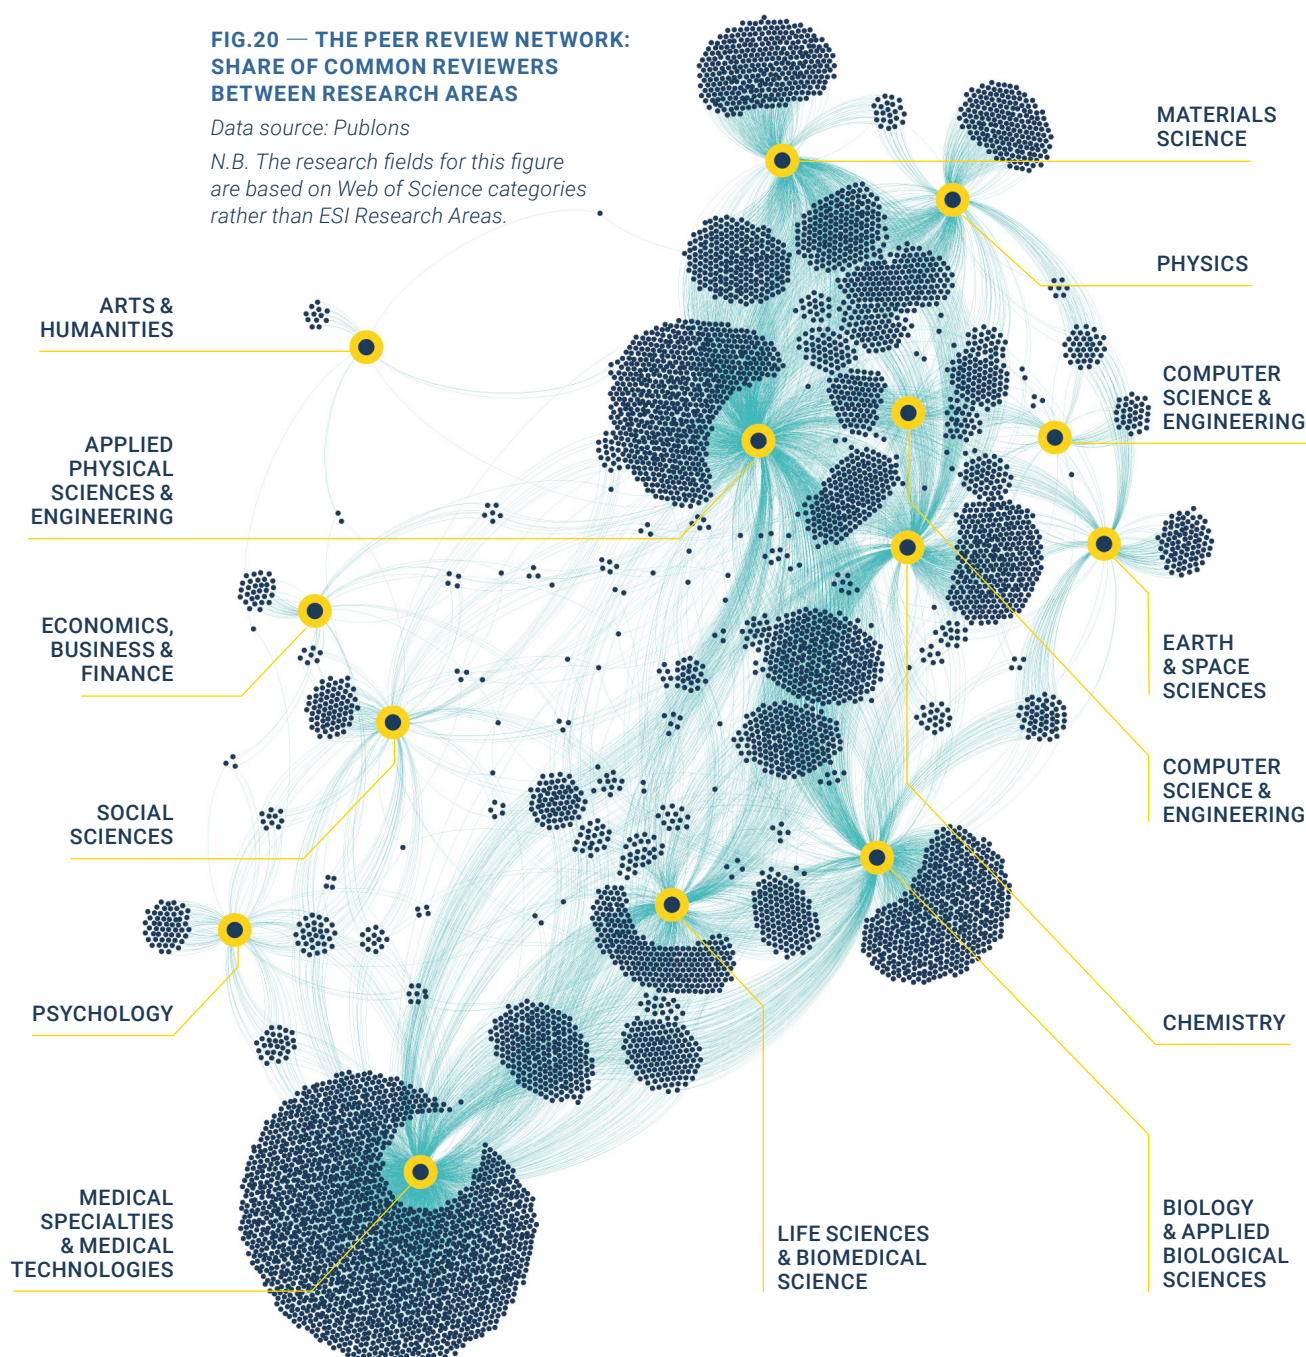 FIG.20 — THE PEER REVIEW NETWORK:
SHARE OF COMMON REVIEWERS
BETWEEN RESEARCH AREAS
Data source: Publons
N.B. The research fields for this figure
are based on Web of Science categories
rather than ESI Research Areas.
MATERIALS
SCIENCE
PHYSICS
ARTS &
HUMANITIES
COMPUTER
SCIENCE &
ENGINEERING
APPLIED
PHYSICAL
SCIENCES &
ENGINEERING
ECONOMICS,
BUSINESS &
FINANCE
EARTH
& SPACE
SCIENCES
COMPUTER
SCIENCE &
ENGINEERING
SOCIAL
SCIENCES
PSYCHOLOGY
CHEMISTRY
MEDICAL
SPECIALTIES
& MEDICAL
TECHNOLOGIES
LIFE SCIENCES
& BIOMEDICAL
SCIENCE
BIOLOGY
& APPLIED
BIOLOGICAL
SCIENCES